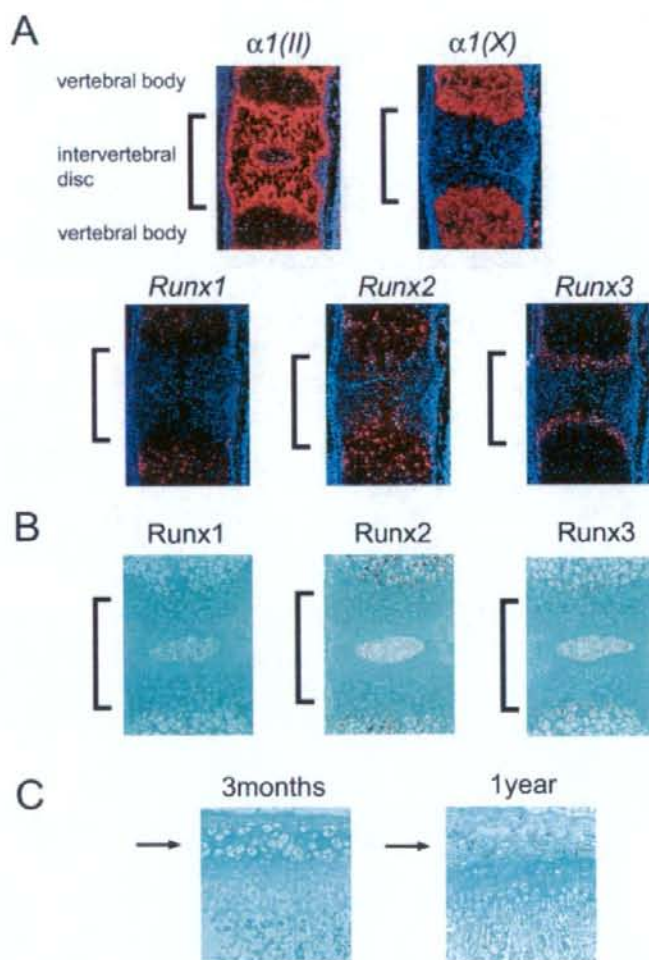 A
α1(II) α1(X)
vertebral body
intervertebral
disc
vertebral body
Runx1 Runx2 Runx3
B
Runx1 Runx2 Runx3
C
3months 1year